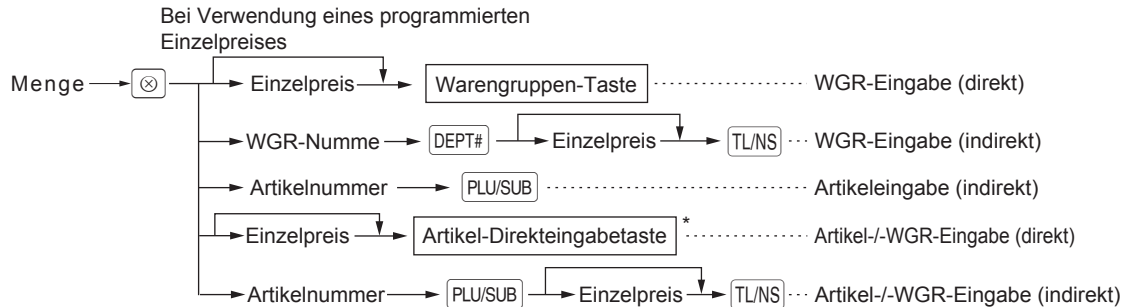 Bei Verwendung eines programmierten
Einzelpreises
Menge ⊗ Einzelpreis Warengruppen-Taste WGR-Eingabe (direkt)
WGR-Numme DEPT# Einzelpreis TL/NS WGR-Eingabe (indirekt)
Artikelnummer PLU/SUB Artikeleingabe (indirekt)
Einzelpreis Artikel-Direkteingabetaste * Artikel-/-WGR-Eingabe (direkt)
Artikelnummer PLU/SUB Einzelpreis TL/NS Artikel-/-WGR-Eingabe (indirekt)